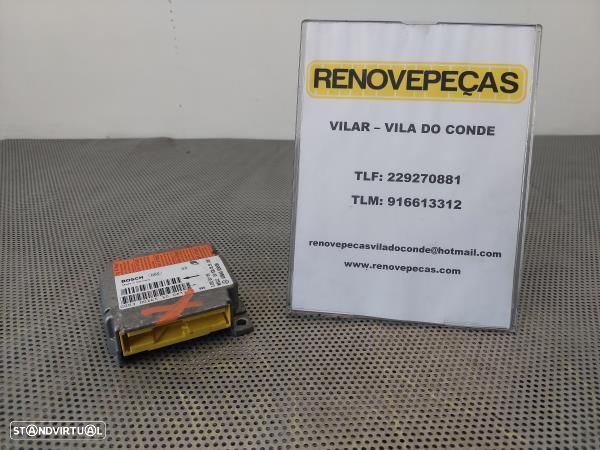 RENOVEPEÇAS
VILAR – VILA DO CONDE
TLF: 229270881
TLM: 916613312
renovepecasviladoconde@hotmail.com
www.renovepecas.com
BOSCH
STANDVIRTUAL